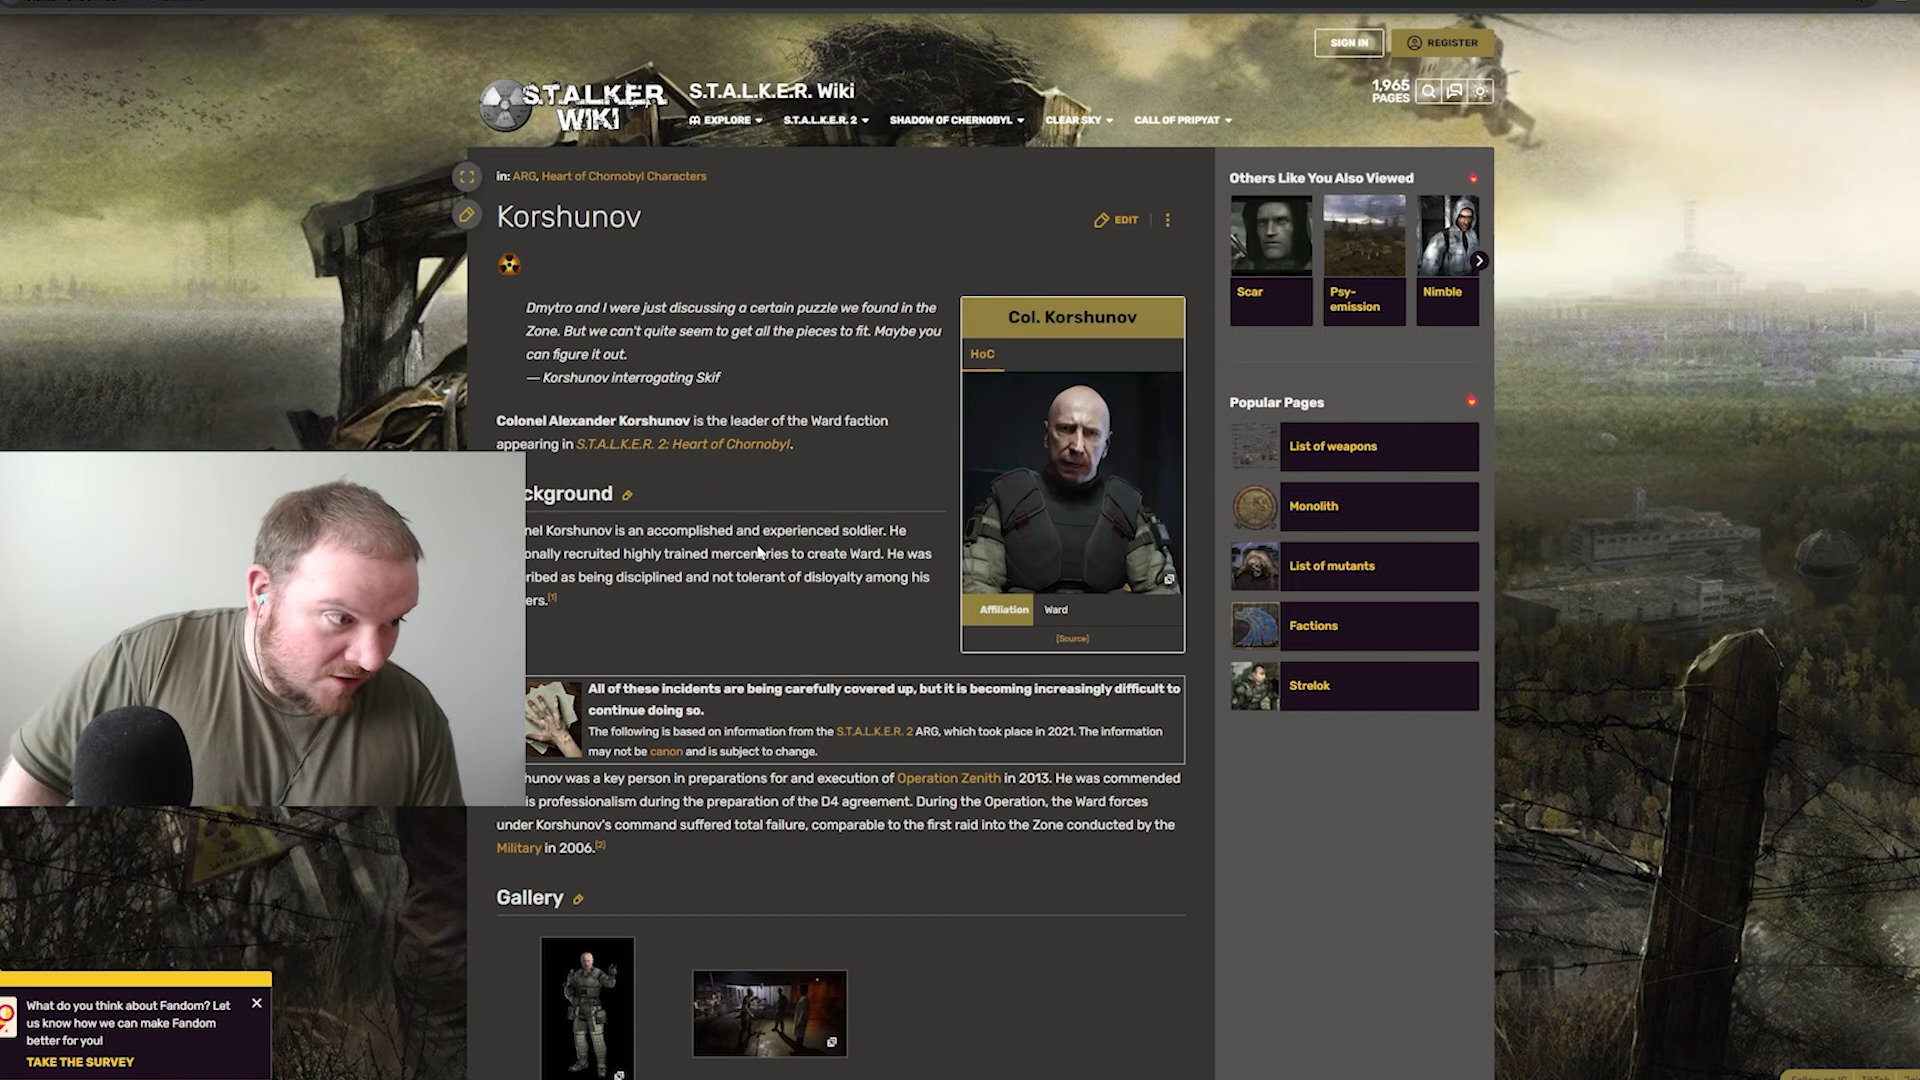 SIGN IN
REGISTER
S.T.A.L.K.E.R
WIKI
S.T.A.L.K.E.R. Wiki
1,965
PAGES
EXPLORE
S.T.A.L.K.E.R. 2
SHADOW OF CHERNOBYL
CLEAR SKY
CALL OF PRIPYAT
in: ARG, Heart of Chornobyl Characters
Korshunov
EDIT
Dmytro and I were just discussing a certain puzzle we found in the
Zone. But we can't quite seem to get all the pieces to fit. Maybe you
can figure it out.
— Korshunov interrogating Skif
Colonel Alexander Korshunov is the leader of the Ward faction
appearing in S.T.A.L.K.E.R. 2: Heart of Chornobyl.
Col. Korshunov
HoC
Affiliation Ward
[Source]
ckground
nel Korshunov is an accomplished and experienced soldier. He
onally recruited highly trained mercenaries to create Ward. He was
ribed as being disciplined and not tolerant of disloyalty among his
ers.[1]
All of these incidents are being carefully covered up, but it is becoming increasingly difficult to
continue doing so.
The following is based on information from the S.T.A.L.K.E.R. 2 ARG, which took place in 2021. The information
may not be canon and is subject to change.
hunov was a key person in preparations for and execution of Operation Zenith in 2013. He was commended
is professionalism during the preparation of the D4 agreement. During the Operation, the Ward forces
under Korshunov's command suffered total failure, comparable to the first raid into the Zone conducted by the
Military in 2006.[2]
Gallery
Others Like You Also Viewed
Scar
Psy-
emission
Nimble
Popular Pages
List of weapons
Monolith
List of mutants
Factions
Strelok
What do you think about Fandom? Let
us know how we can make Fandom
better for you!
TAKE THE SURVEY